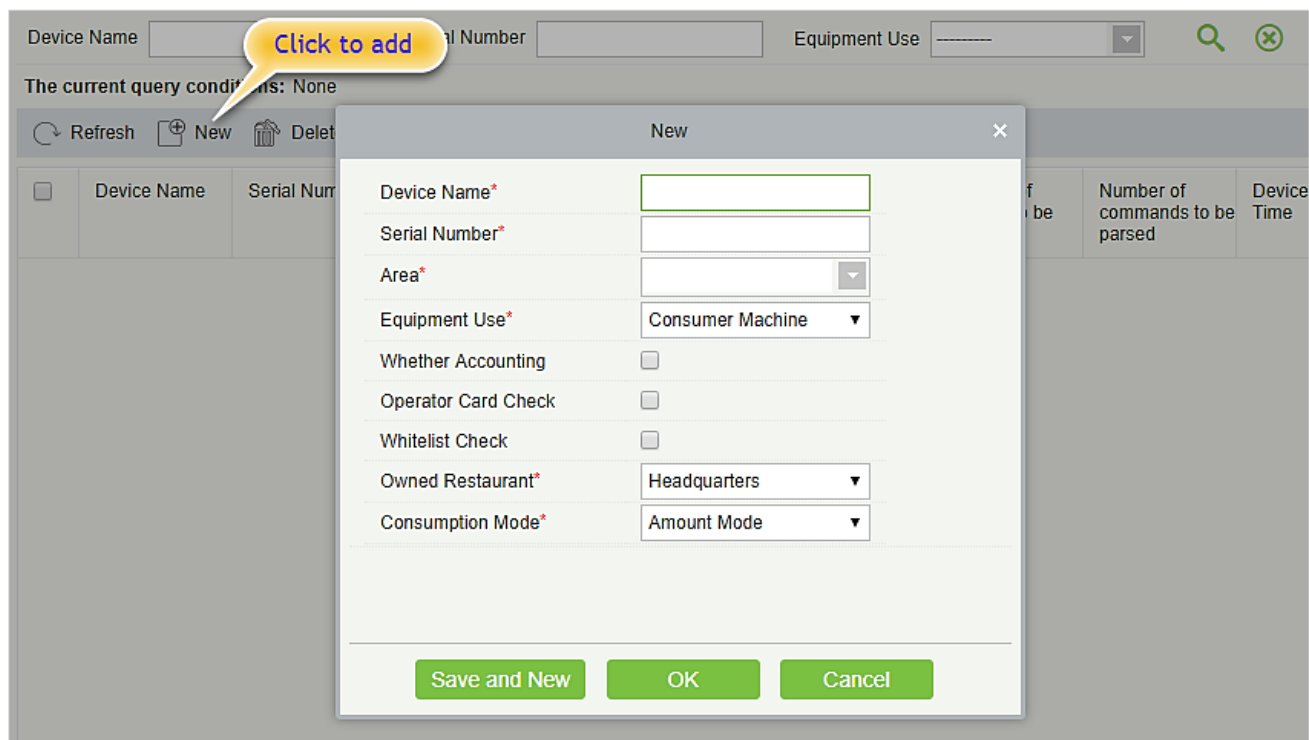 Device Name
Click to add
al Number
Equipment Use ---------
The current query conditions: None
Refresh New Delet
New
Device Name Serial Num
f
be
Number of
commands to be
parsed
Device
Time
Device Name*
Serial Number*
Area*
Equipment Use* Consumer Machine
Whether Accounting
Operator Card Check
Whitelist Check
Owned Restaurant* Headquarters
Consumption Mode* Amount Mode
Save and New OK Cancel